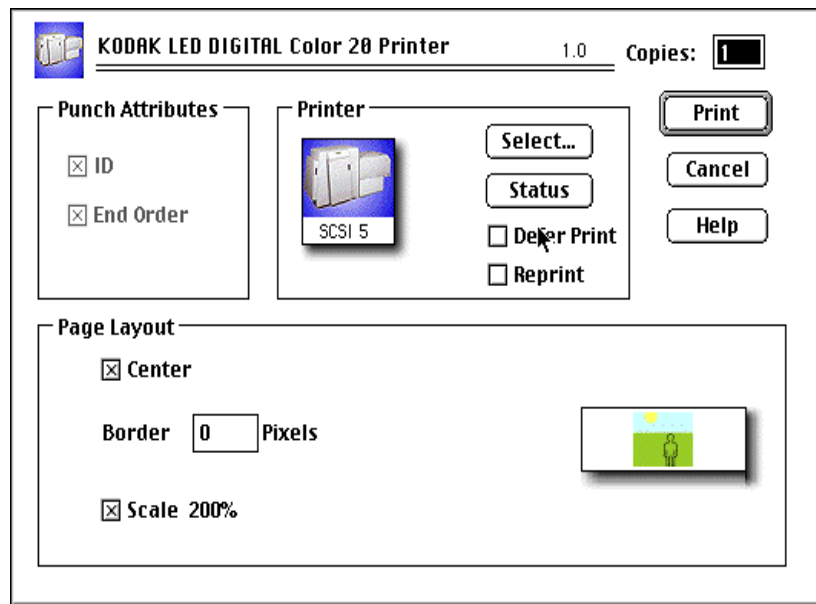 KODAK LED DIGITAL Color 20 Printer 1.0 Copies: 1
Punch Attributes
ID
End Order
Printer
SCSI 5
Select...
Status
Defer Print
Reprint
Print
Cancel
Help
Page Layout
Center
Border 0 Pixels
Scale 200%